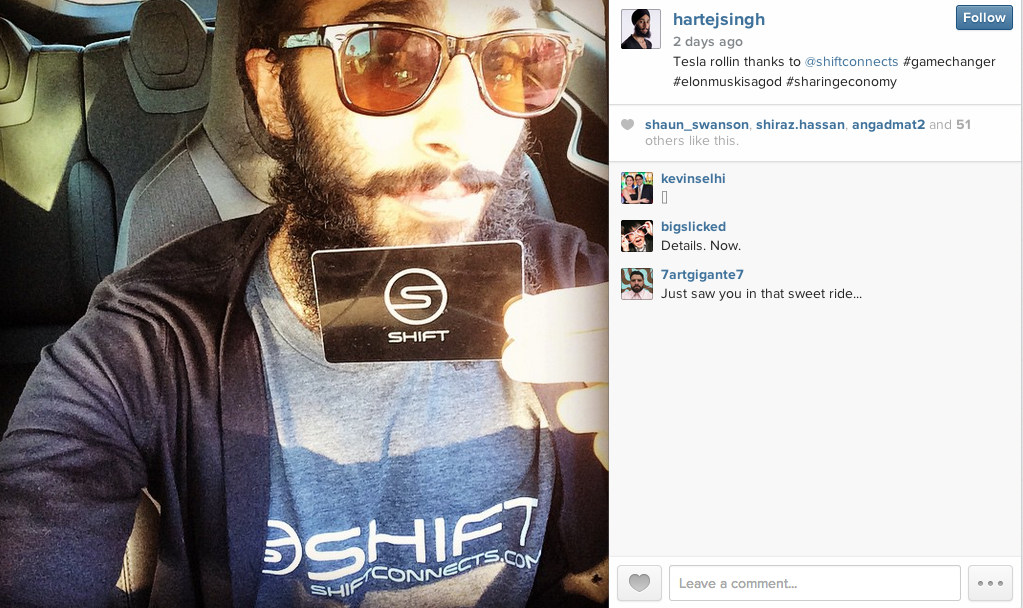 SHIFT
SHIFT
SHIFTCONNECTS.COM
hartejsingh
Follow
2 days ago
Tesla rollin thanks to @shiftconnects #gamechanger
#elonmuskisagod #sharingeconomy
shaun_swanson, shiraz.hassan, angadmat2 and 51
others like this.
kevinselhi
bigslicked
Details. Now.
7artgigante7
Just saw you in that sweet ride...
Leave a comment...